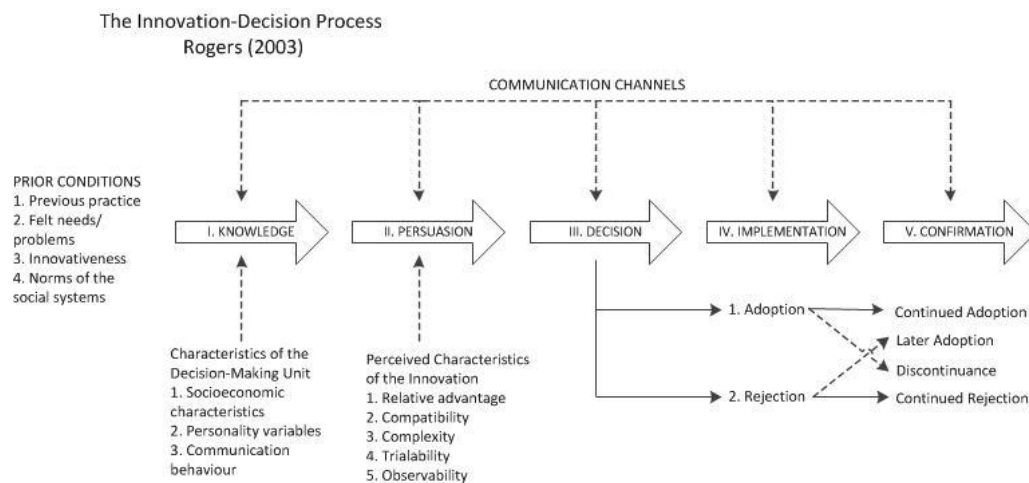 The Innovation-Decision Process
Rogers (2003)
COMMUNICATION CHANNELS
PRIOR CONDITIONS
1. Previous practice
2. Felt needs/
problems
3. Innovativeness
4. Norms of the
social systems
I. KNOWLEDGE
II. PERSUASION
III. DECISION
IV. IMPLEMENTATION
V. CONFIRMATION
1. Adoption
2. Rejection
Continued Adoption
Later Adoption
Discontinuance
Continued Rejection
Characteristics of the
Decision-Making Unit
1. Socioeconomic
characteristics
2. Personality variables
3. Communication
behaviour
Perceived Characteristics
of the Innovation
1. Relative advantage
2. Compatibility
3. Complexity
4. Trialability
5. Observability